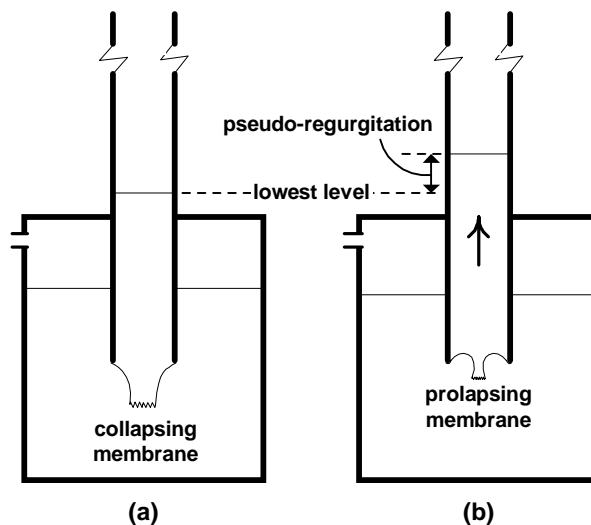 pseudo-regurgitation
lowest level
collapsing
membrane
prolapsing
membrane
(a)
(b)